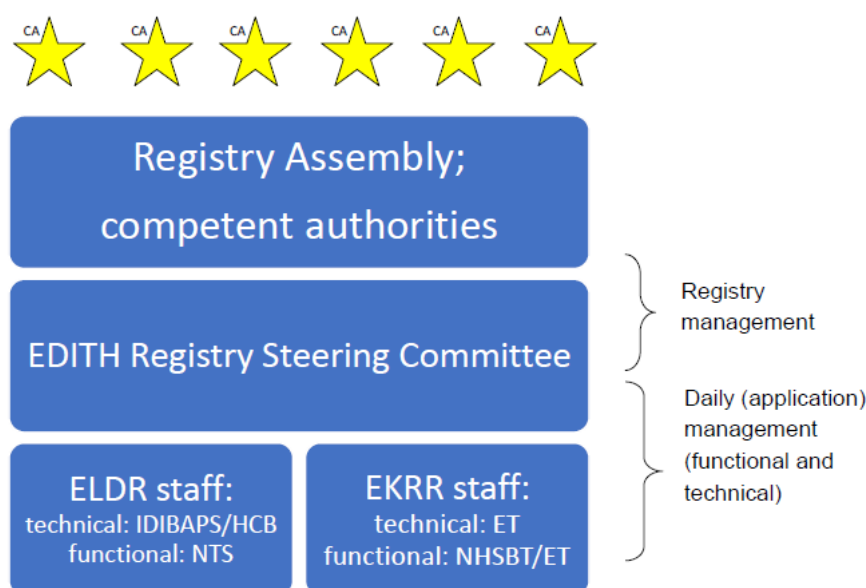 CA CA CA CA CA CA
Registry Assembly;
competent authorities
Registry
management
EDITH Registry Steering Committee
Daily (application)
management
(functional and
technical)
ELDR staff:
technical: IDIBAPS/HCB
functional: NTS
EKRR staff:
technical: ET
functional: NHSBT/ET